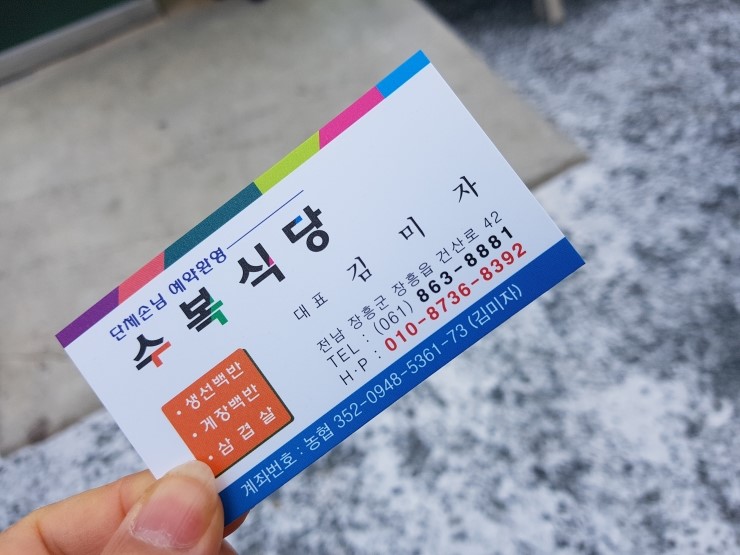 단체손님 예약완영
수복식당
대표 김미자
· 생선백반
· 게장백반
· 삼겹살
전남 장흥군 장흥읍 건산로 42
TEL : (061) 863-8881
H·P : 010-8736-8392
계좌번호 : 농협 352-0948-5361-73 (김미자)